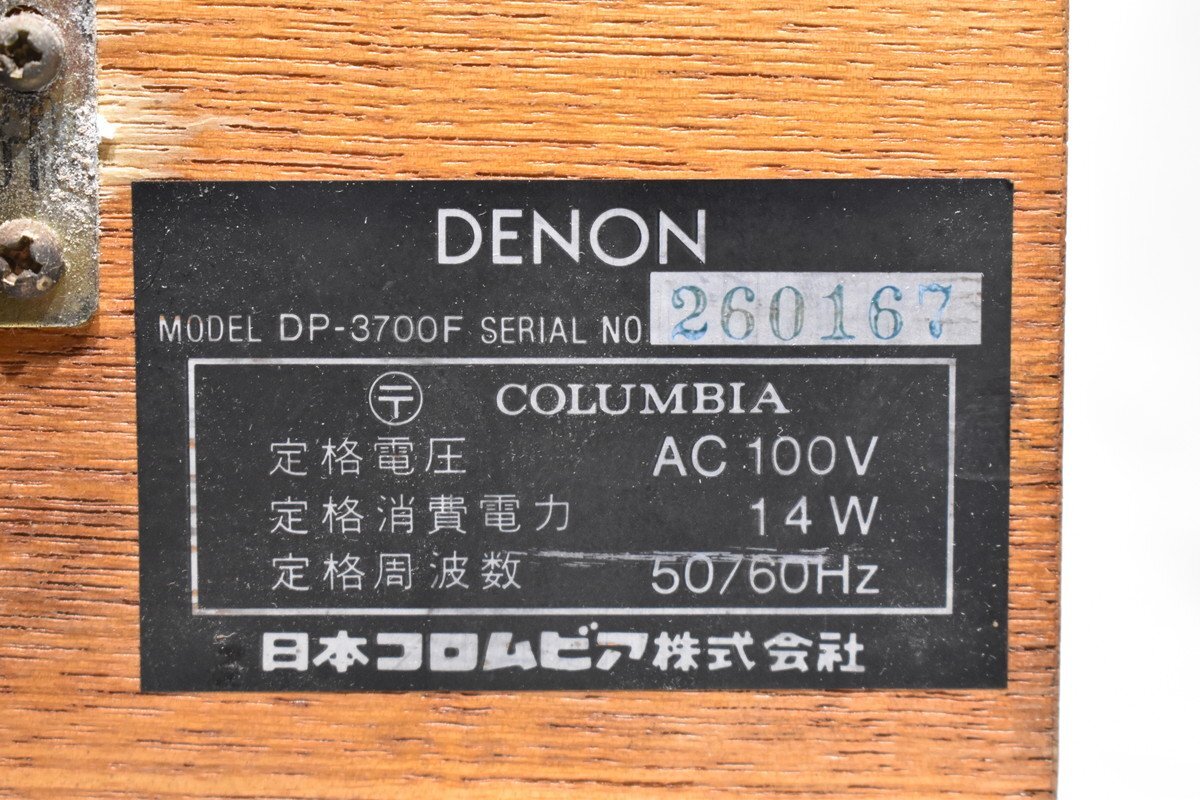 DENON
MODEL DP-3700F SERIAL NO. 260167
〶 COLUMBIA
定格電圧 AC 100V
定格消費電力 14W
定格周波数 50/60Hz
日本コロムビア株式会社